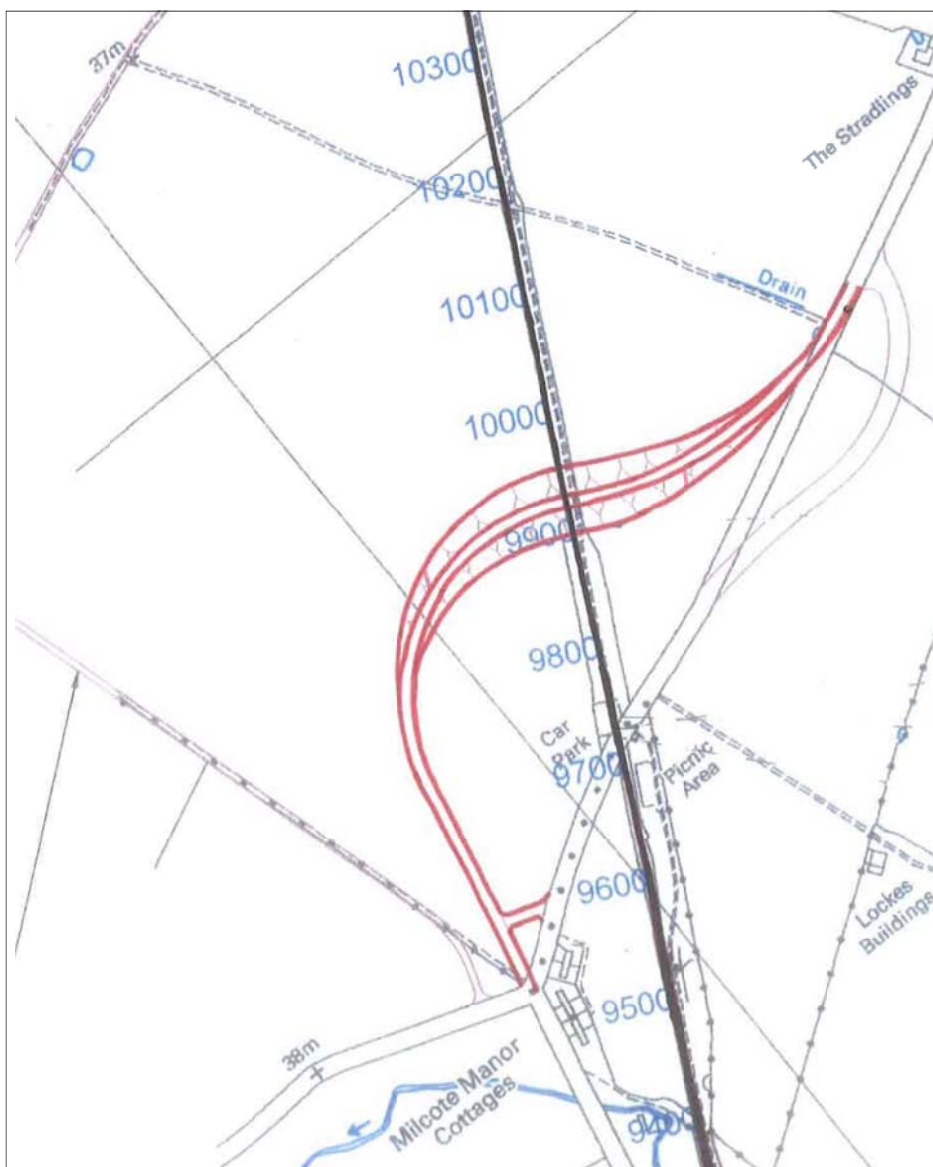 37m
10300
The Stradlings
10200
Drain
10100
10000
9900
9800
Car
Park
9700
Picnic
Area
9600
Lockes
Buildings
9500
38m
Milcote Manor
Cottages
9400